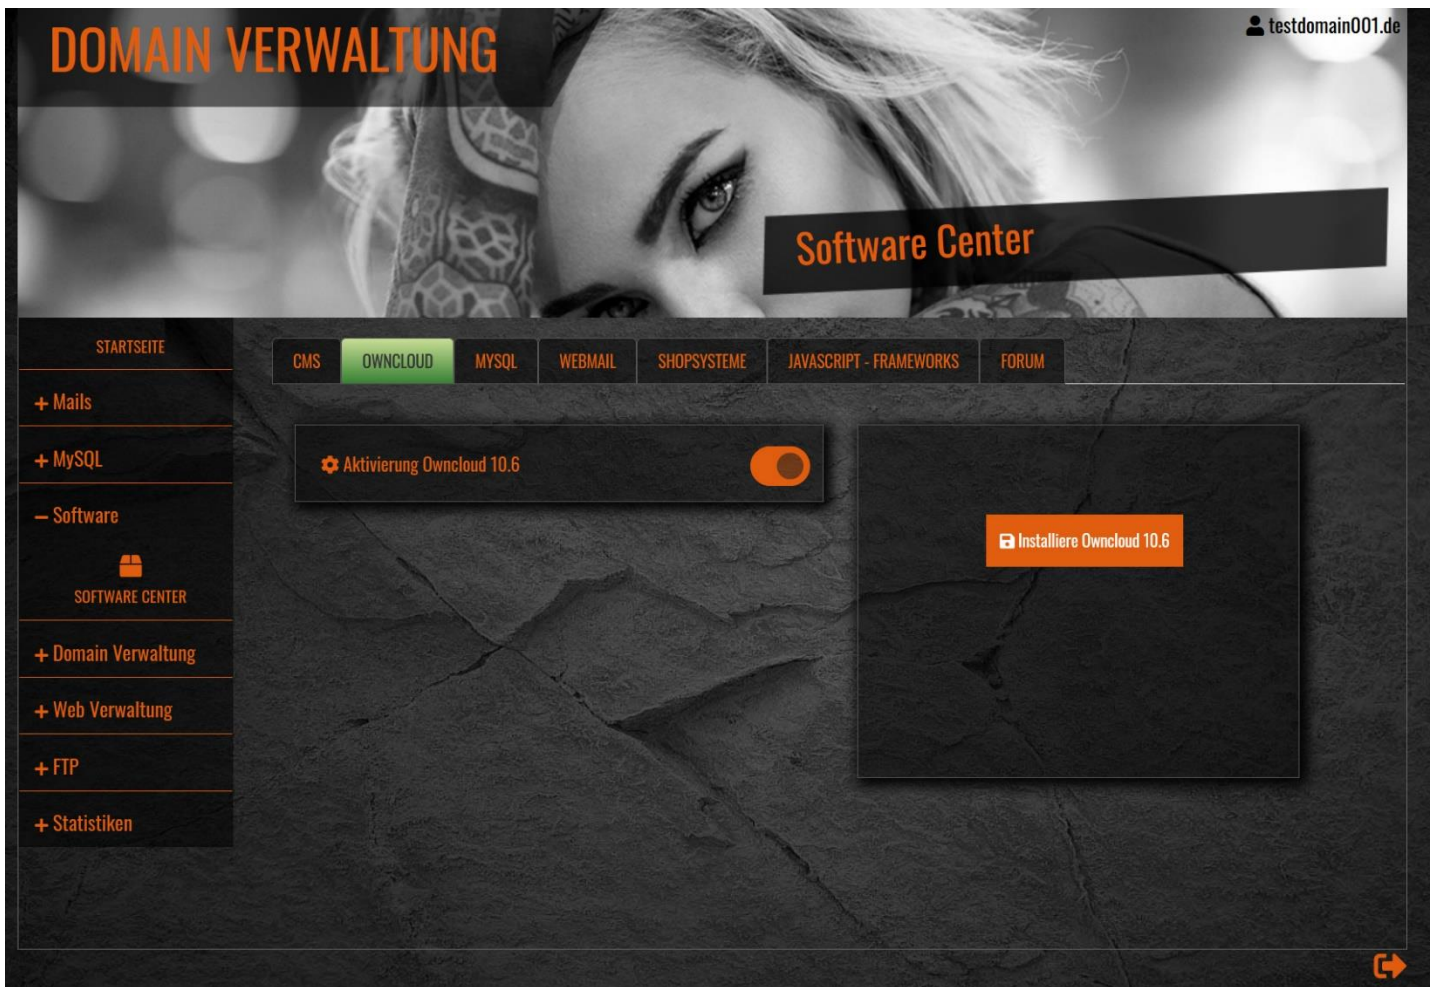 DOMAIN VERWALTUNG
testdomain001.de
Software Center
STARTSEITE
+ Mails
+ MySQL
– Software
SOFTWARE CENTER
+ Domain Verwaltung
+ Web Verwaltung
+ FTP
+ Statistiken
CMS OWNCLOUD MYSQL WEBMAIL SHOPSYSTEME JAVASCRIPT - FRAMEWORKS FORUM
Aktivierung Owncloud 10.6
Installiere Owncloud 10.6